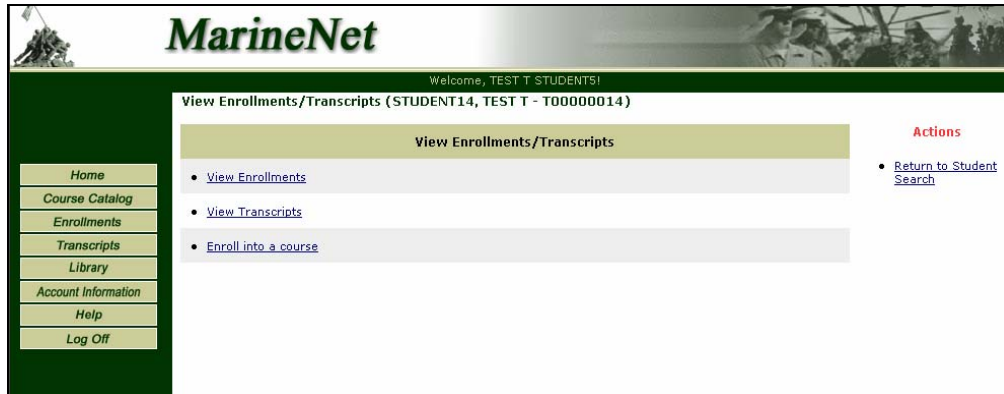 MarineNet
Welcome, TEST T STUDENT5!
View Enrollments/Transcripts (STUDENT14, TEST T - T00000014)
View Enrollments/Transcripts
View Enrollments
View Transcripts
Enroll into a course
Home
Course Catalog
Enrollments
Transcripts
Library
Account Information
Help
Log Off
Actions
Return to Student
Search